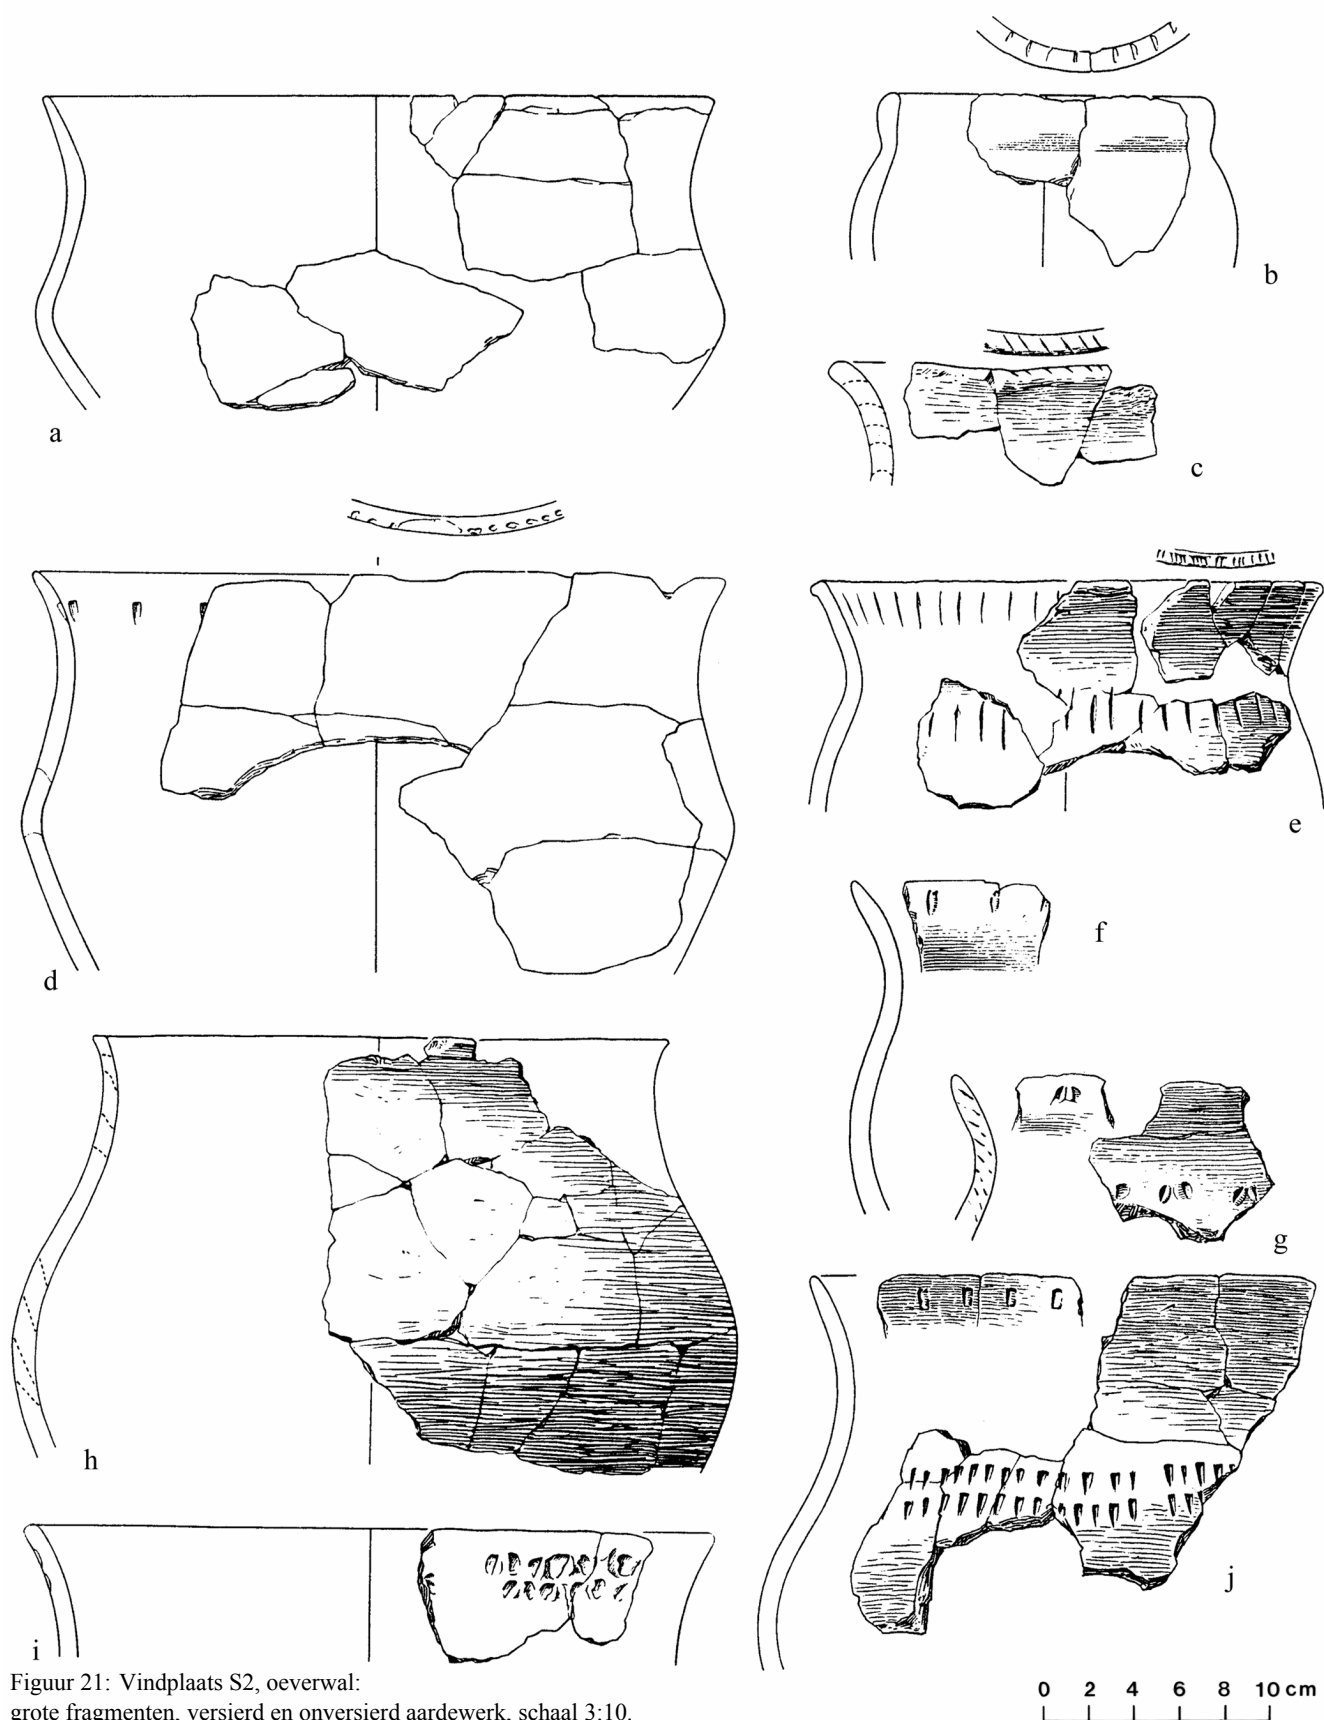 a
b
c
d
e
f
g
h
i
j
Figuur 21: Vindplaats S2, oeverwal:
grote fragmenten, versierd en onversierd aardewerk, schaal 3:10.
0 2 4 6 8 10 cm